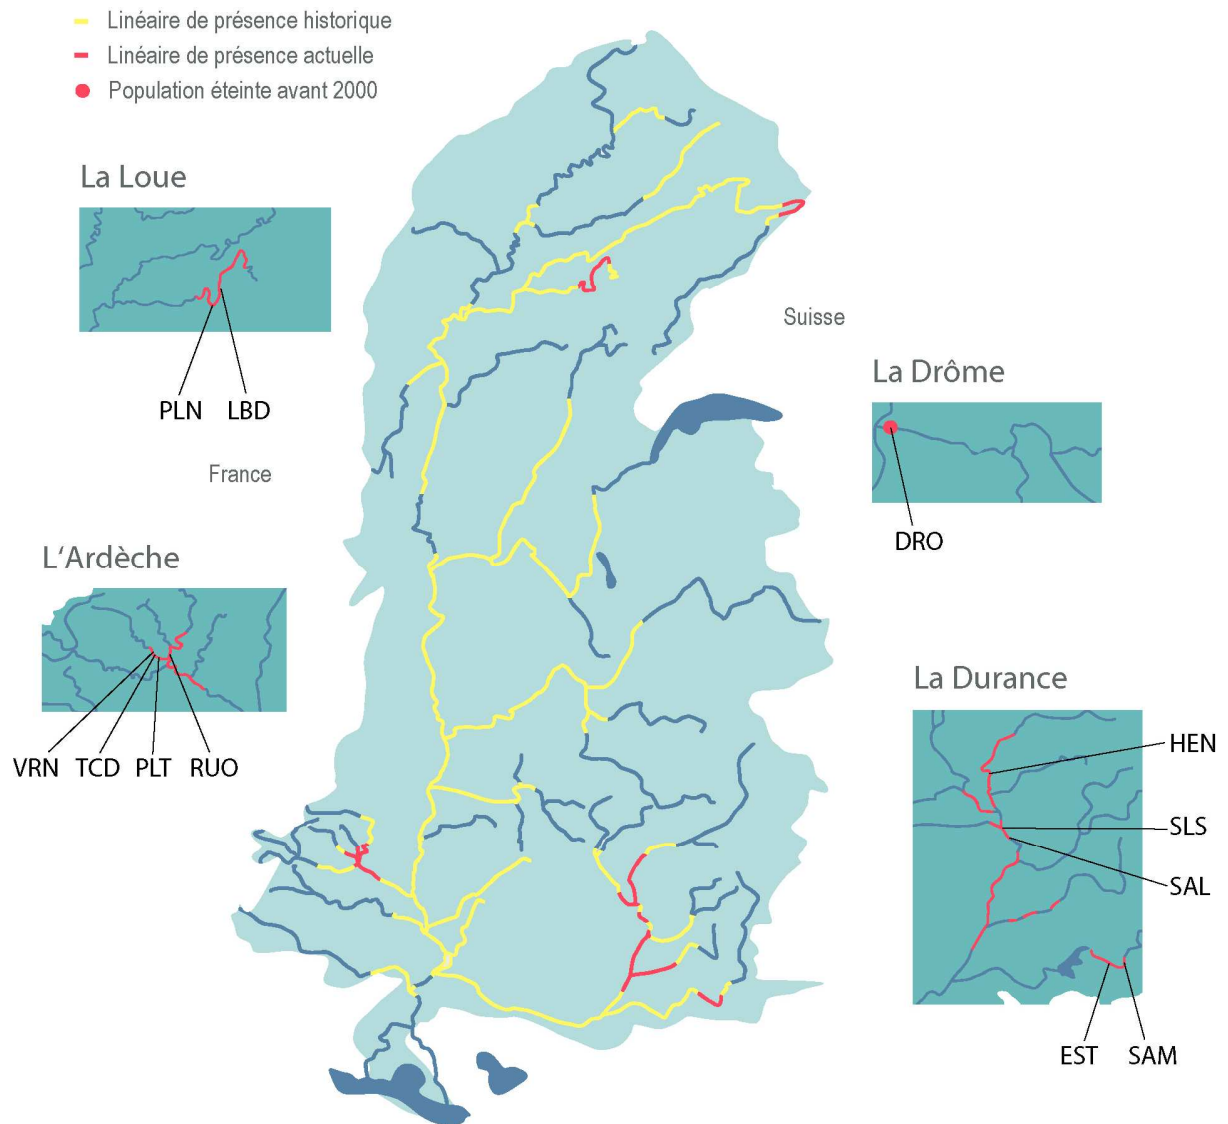 Linéaire de présence historique
Linéaire de présence actuelle
Population éteinte avant 2000
La Loue
PLN LBD
Suisse
La Drôme
DRO
France
L‘Ardèche
VRN TCD PLT RUO
La Durance
HEN
SLS
SAL
EST SAM